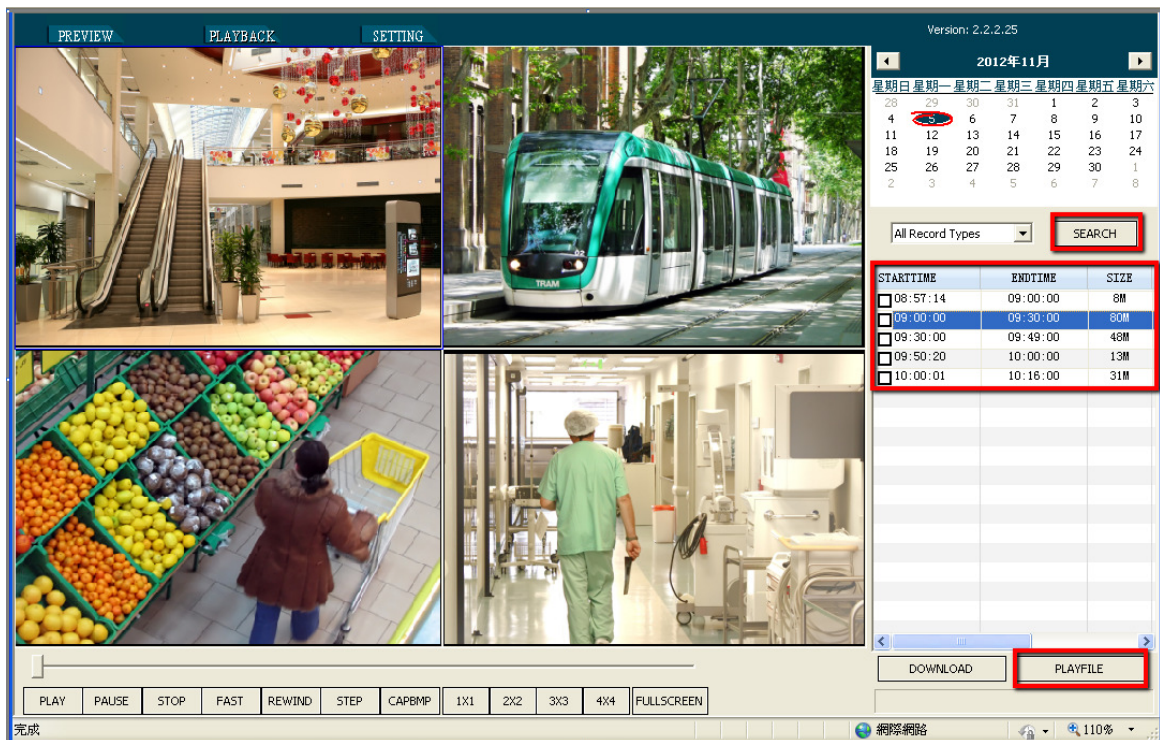 PREVIEW PLAYBACK SETTING
Version: 2.2.2.25
2012年11月
星期日 星期一 星期二 星期三 星期四 星期五 星期六
28 29 30 31 1 2 3
4 5 6 7 8 9 10
11 12 13 14 15 16 17
18 19 20 21 22 23 24
25 26 27 28 29 30 1
2 3 4 5 6 7 8
All Record Types SEARCH
STARTTIME ENDTIME SIZE
08:57:14 09:00:00 8M
09:00:00 09:30:00 80M
09:30:00 09:49:00 48M
09:50:20 10:00:00 13M
10:00:01 10:16:00 31M
02
TRAM
DOWNLOAD PLAYFILE
PLAY PAUSE STOP FAST REWIND STEP CAPBMP 1X1 2X2 3X3 4X4 FULLSCREEN
完成 網際網路 110%